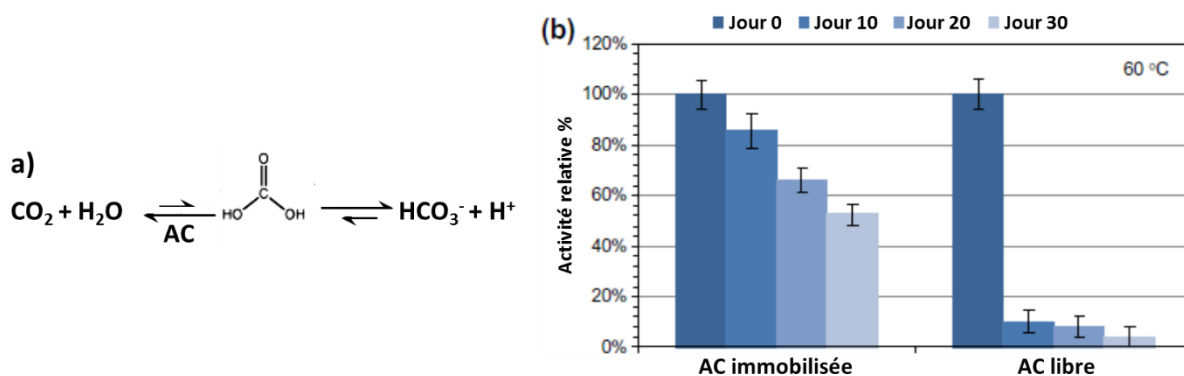 a)
CO₂ + H₂O
AC
O
C
HO
OH
HCO₃⁻ + H⁺
(b)
Jour 0 Jour 10 Jour 20 Jour 30
60 °C
Activité relative %
120%
100%
80%
60%
40%
20%
0%
AC immobilisée AC libre